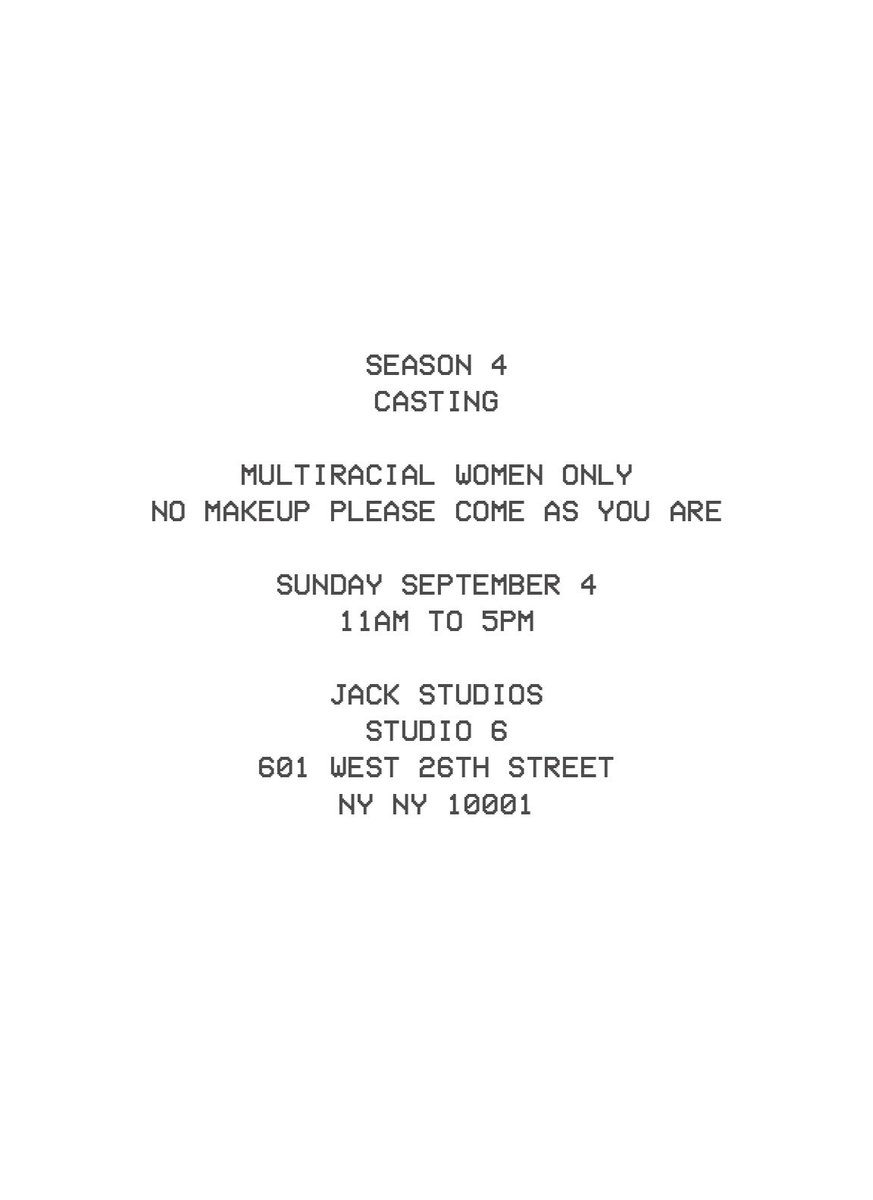 SEASON 4
CASTING
MULTIRACIAL WOMEN ONLY
NO MAKEUP PLEASE COME AS YOU ARE
SUNDAY SEPTEMBER 4
11AM TO 5PM
JACK STUDIOS
STUDIO 6
601 WEST 26TH STREET
NY NY 10001